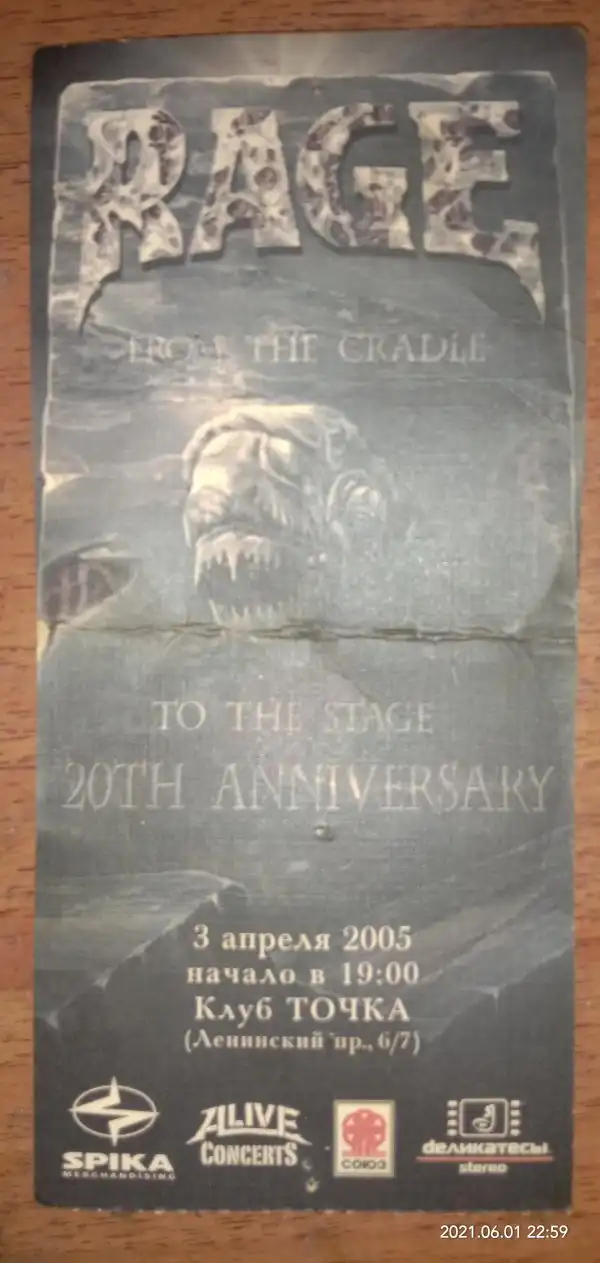 RAGE
FROM THE CRADLE
TO THE STAGE
20TH ANNIVERSARY
3 апреля 2005
начало в 19:00
Клуб ТОЧКА
(Ленинский пр., 6/7)
SPIKA
MERCHANDISING
ALIVE
CONCERTS
СОЮЗ
деликатесы
stereo
2021.06.01 22:59